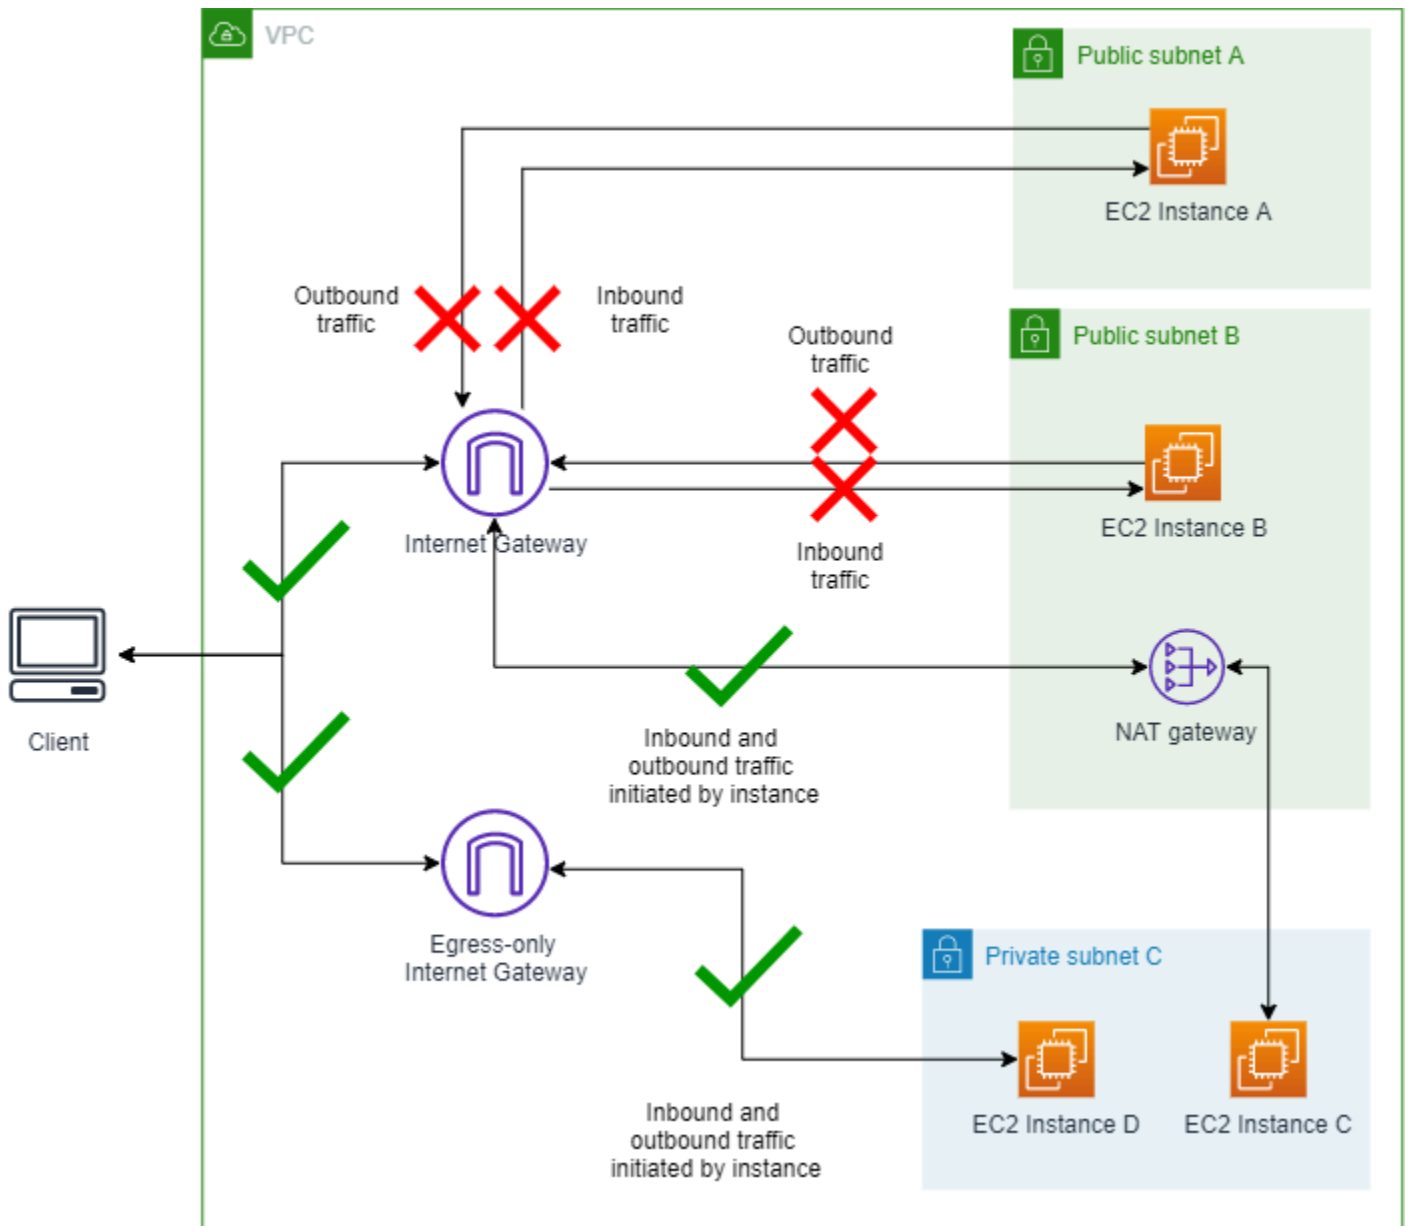 VPC
Public subnet A
EC2 Instance A
Outbound
traffic
Inbound
traffic
Public subnet B
Outbound
traffic
EC2 Instance B
Internet Gateway
Inbound
traffic
Client
NAT gateway
Inbound and
outbound traffic
initiated by instance
Egress-only
Internet Gateway
Private subnet C
EC2 Instance D
EC2 Instance C
Inbound and
outbound traffic
initiated by instance